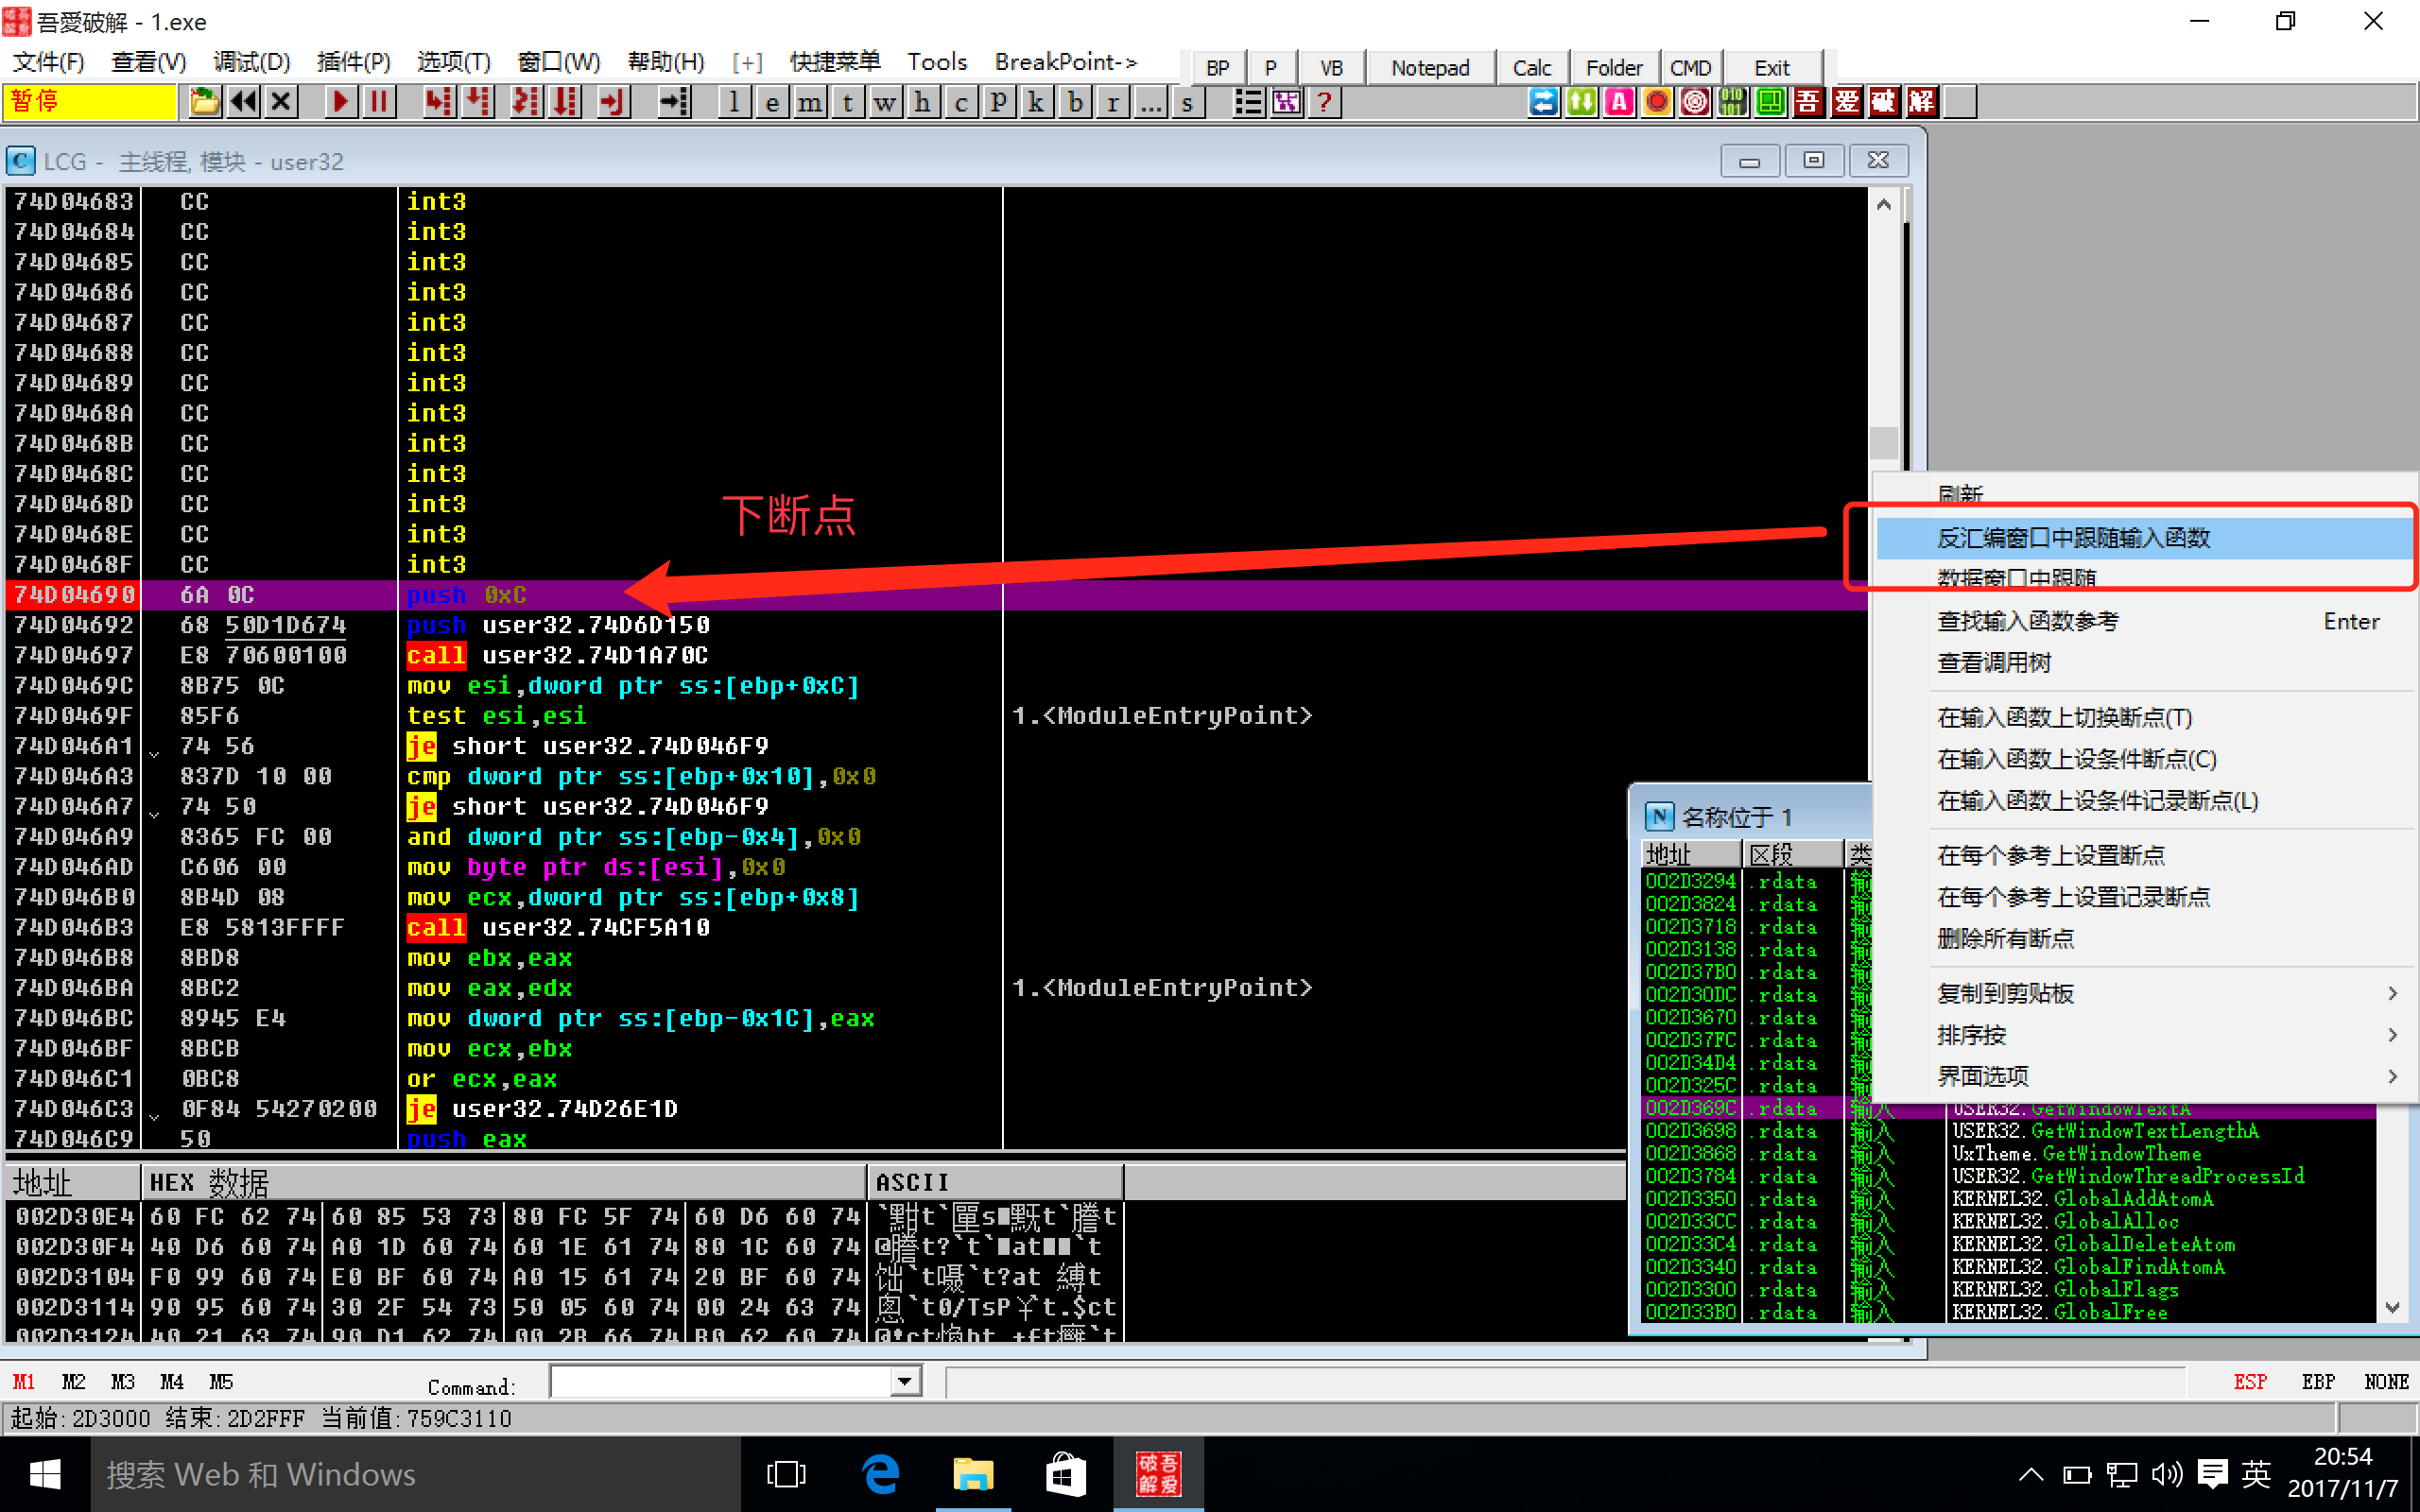 吾愛破解 - 1.exe
文件(F) 查看(V) 调试(D) 插件(P) 选项(T) 窗口(W) 帮助(H) [+] 快捷菜单 Tools BreakPoint->
BP P VB Notepad Calc Folder CMD Exit
暂停
l e m t w h c P k b r ... s
吾 爱 破 解
LCG - 主线程, 模块 - user32
74D04683 CC int3
74D04684 CC int3
74D04685 CC int3
74D04686 CC int3
74D04687 CC int3
74D04688 CC int3
74D04689 CC int3
74D0468A CC int3
74D0468B CC int3
74D0468C CC int3
74D0468D CC int3
74D0468E CC int3
74D0468F CC int3
下断点
74D04690 6A 0C push 0xC
74D04692 68 50D1D674 push user32.74D6D150
74D04697 E8 70600100 call user32.74D1A70C
74D0469C 8B75 0C mov esi,dword ptr ss:[ebp+0xC]
74D0469F 85F6 test esi,esi 1.<ModuleEntryPoint>
74D046A1 74 56 je short user32.74D046F9
74D046A3 837D 10 00 cmp dword ptr ss:[ebp+0x10],0x0
74D046A7 74 50 je short user32.74D046F9
74D046A9 8365 FC 00 and dword ptr ss:[ebp-0x4],0x0
74D046AD C606 00 mov byte ptr ds:[esi],0x0
74D046B0 8B4D 08 mov ecx,dword ptr ss:[ebp+0x8]
74D046B3 E8 5813FFFF call user32.74CF5A10
74D046B8 8BD8 mov ebx,eax
74D046BA 8BC2 mov eax,edx 1.<ModuleEntryPoint>
74D046BC 8945 E4 mov dword ptr ss:[ebp-0x1C],eax
74D046BF 8BCB mov ecx,ebx
74D046C1 0BC8 or ecx,eax
74D046C3 0F84 54270200 je user32.74D26E1D
74D046C9 50 push eax
刷新
反汇编窗口中跟随输入函数
数据窗口中跟随
查找输入函数参考 Enter
查看调用树
在输入函数上切换断点(T)
在输入函数上设条件断点(C)
在输入函数上设条件记录断点(L)
在每个参考上设置断点
在每个参考上设置记录断点
删除所有断点
复制到剪贴板
排序按
界面选项
名称位于 1
地址 区段 类
002D3294 .rdata 输
002D3824 .rdata 输
002D3718 .rdata 输
002D3138 .rdata 输
002D37B0 .rdata 输
002D30DC .rdata 输
002D3670 .rdata 输
002D37FC .rdata 输
002D34D4 .rdata 输
002D325C .rdata 输
002D369C .rdata 输入 USER32.GetWindowTextA
002D3698 .rdata 输入 USER32.GetWindowTextLengthA
002D3868 .rdata 输入 UxTheme.GetWindowTheme
002D3784 .rdata 输入 USER32.GetWindowThreadProcessId
002D3350 .rdata 输入 KERNEL32.GlobalAddAtomA
002D33CC .rdata 输入 KERNEL32.GlobalAlloc
002D33C4 .rdata 输入 KERNEL32.GlobalDeleteAtom
002D3340 .rdata 输入 KERNEL32.GlobalFindAtomA
002D3300 .rdata 输入 KERNEL32.GlobalFlags
002D33B0 .rdata 输入 KERNEL32.GlobalFree
地址 HEX 数据 ASCII
002D30E4 60 FC 62 74 60 85 53 73 80 FC 5F 74 60 D6 60 74
002D30F4 40 D6 60 74 A0 1D 60 74 60 1E 61 74 80 1C 60 74
002D3104 F0 99 60 74 E0 BF 60 74 A0 15 61 74 20 BF 60 74
002D3114 90 95 60 74 30 2F 54 73 50 05 60 74 00 24 63 74
002D3124 40 21 63 74 90 D1 62 74 00 2B 66 74 B0 62 60 74
M1 M2 M3 M4 M5 Command: ESP EBP NONE
起始:2D3000 结束:2D2FFF 当前值:759C3110
搜索 Web 和 Windows
英
20:54
2017/11/7